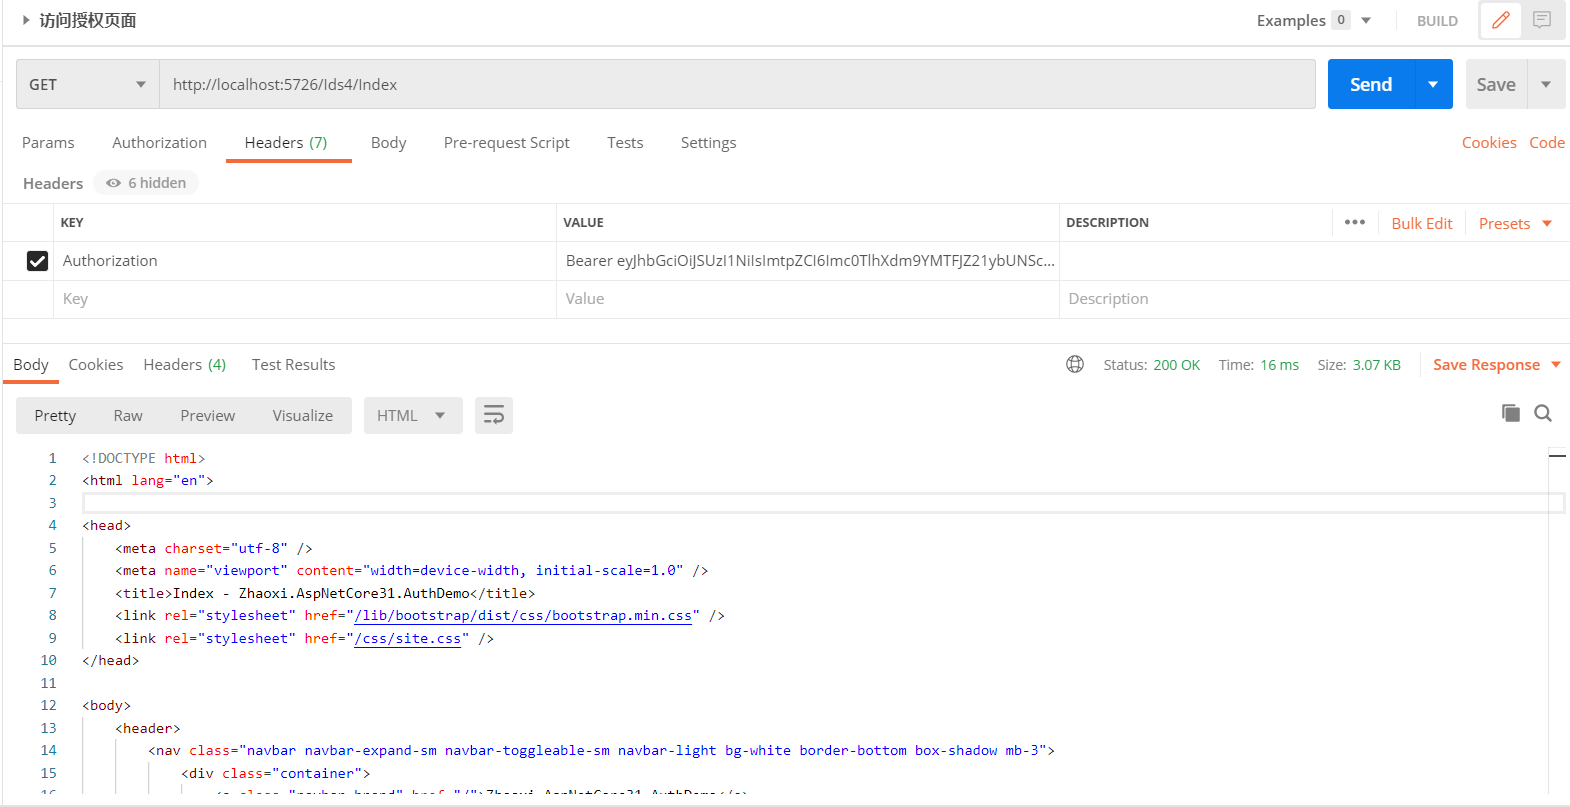 访问授权页面 Examples 0 BUILD
GET http://localhost:5726/Ids4/Index Send Save
Params Authorization Headers (7) Body Pre-request Script Tests Settings Cookies Code
Headers 6 hidden
KEY VALUE DESCRIPTION ••• Bulk Edit Presets
Authorization Bearer eyJhbGciOiJSUzI1NiIsImtpZCI6Imc0TlhXdm9YMTFJZ21ybUNSc...
Key Value Description
Body Cookies Headers (4) Test Results Status: 200 OK Time: 16 ms Size: 3.07 KB Save Response
Pretty Raw Preview Visualize HTML
1 <!DOCTYPE html>
2 <html lang="en">
3
4 <head>
5 <meta charset="utf-8" />
6 <meta name="viewport" content="width=device-width, initial-scale=1.0" />
7 <title>Index - Zhaoxi.AspNetCore31.AuthDemo</title>
8 <link rel="stylesheet" href="/lib/bootstrap/dist/css/bootstrap.min.css" />
9 <link rel="stylesheet" href="/css/site.css" />
10 </head>
11
12 <body>
13 <header>
14 <nav class="navbar navbar-expand-sm navbar-toggleable-sm navbar-light bg-white border-bottom box-shadow mb-3">
15 <div class="container">
16 <a class="navbar-brand" href="/">Zhaoxi.AspNetCore31.AuthDemo</a>